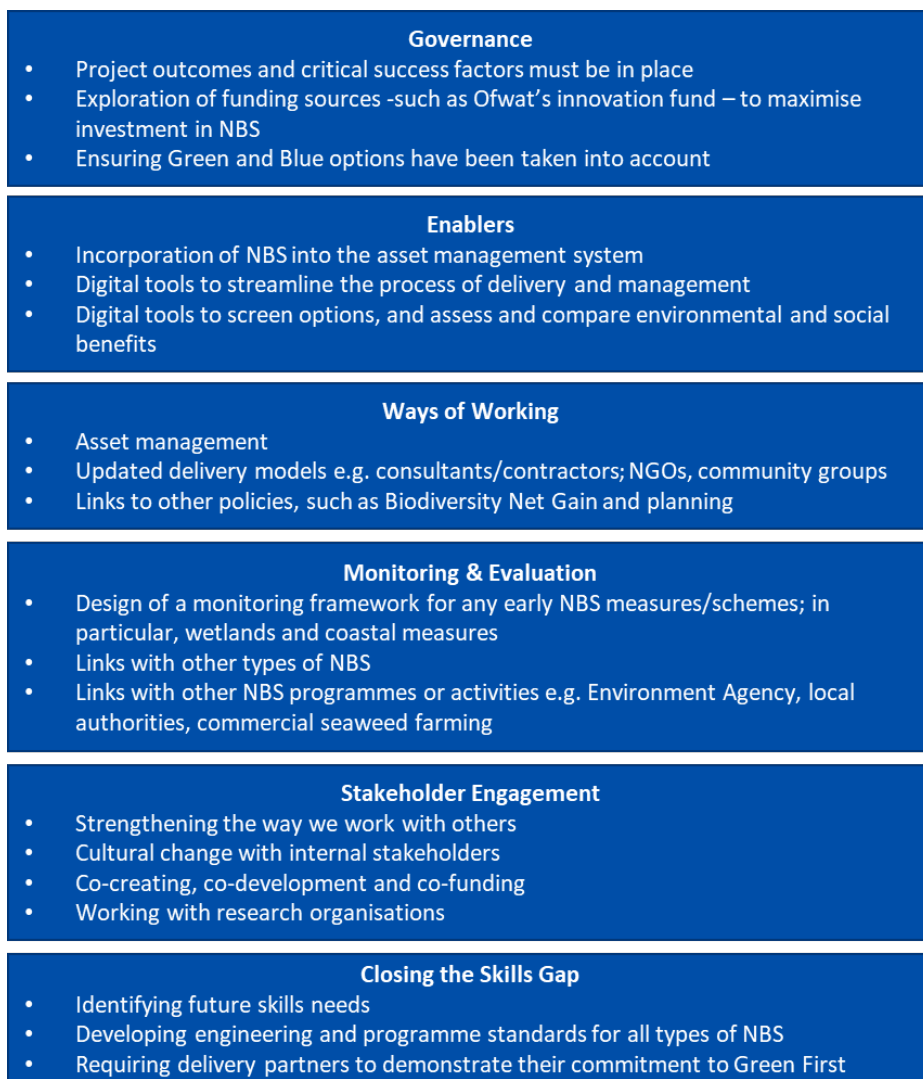 Governance
• Project outcomes and critical success factors must be in place
• Exploration of funding sources -such as Ofwat's innovation fund – to maximise
investment in NBS
• Ensuring Green and Blue options have been taken into account
Enablers
• Incorporation of NBS into the asset management system
• Digital tools to streamline the process of delivery and management
• Digital tools to screen options, and assess and compare environmental and social
benefits
Ways of Working
• Asset management
• Updated delivery models e.g. consultants/contractors; NGOs, community groups
• Links to other policies, such as Biodiversity Net Gain and planning
Monitoring & Evaluation
• Design of a monitoring framework for any early NBS measures/schemes; in
particular, wetlands and coastal measures
• Links with other types of NBS
• Links with other NBS programmes or activities e.g. Environment Agency, local
authorities, commercial seaweed farming
Stakeholder Engagement
• Strengthening the way we work with others
• Cultural change with internal stakeholders
• Co-creating, co-development and co-funding
• Working with research organisations
Closing the Skills Gap
• Identifying future skills needs
• Developing engineering and programme standards for all types of NBS
• Requiring delivery partners to demonstrate their commitment to Green First